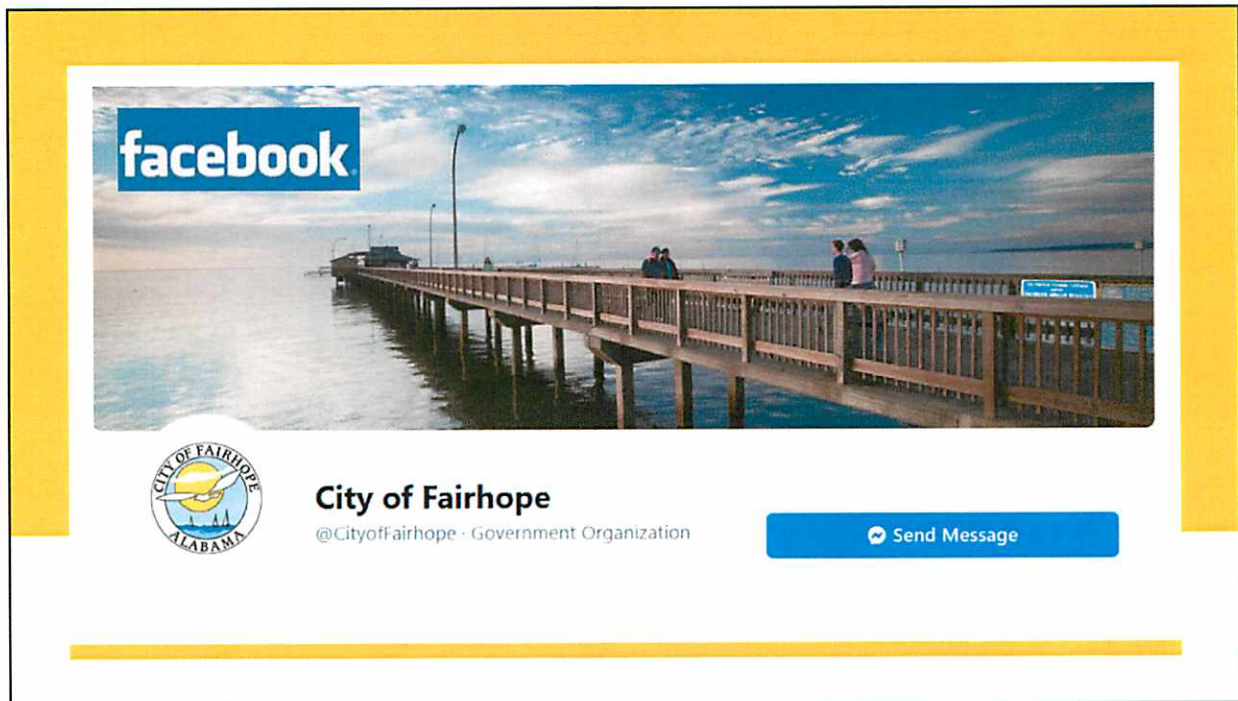 facebook
CITY OF FAIRHOPE
ALABAMA
City of Fairhope
@CityofFairhope · Government Organization
Send Message